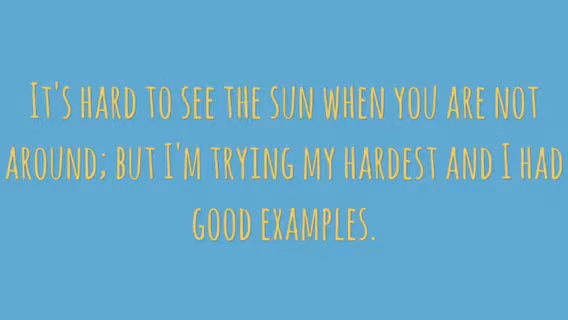 It's hard to see the sun when you are not
around; but I'm trying my hardest and I had
good examples.